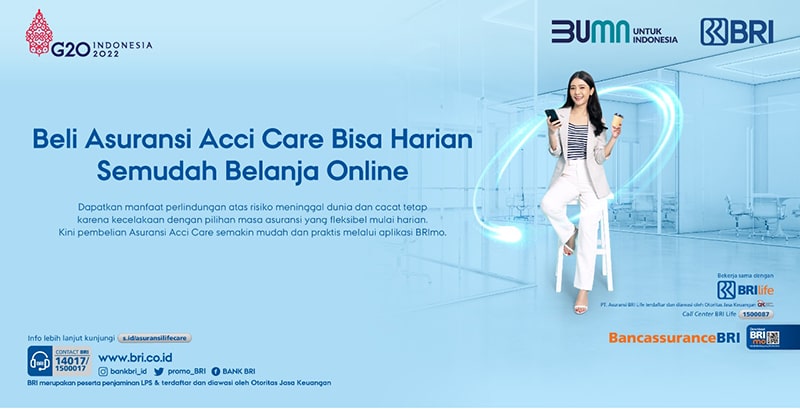 G20 INDONESIA 2022
BUMN UNTUK INDONESIA
BRI
Beli Asuransi Acci Care Bisa Harian
Semudah Belanja Online
Dapatkan manfaat perlindungan atas risiko meninggal dunia dan cacat tetap
karena kecelakaan dengan pilihan masa asuransi yang fleksibel mulai harian.
Kini pembelian Asuransi Acci Care semakin mudah dan praktis melalui aplikasi BRImo.
Bekerja sama dengan
BRI life
PT. Asuransi BRI Life terdaftar dan diawasi oleh Otoritas Jasa Keuangan
Call Center BRI Life 1500087
BancassuranceBRI
BRI
mo
Info lebih lanjut kunjungi s.id/asuransilifecare
CONTACT BRI
14017/
1500017
www.bri.co.id
bankbri_id promo_BRI BANK BRI
BRI merupakan peserta penjaminan LPS & terdaftar dan diawasi oleh Otoritas Jasa Keuangan